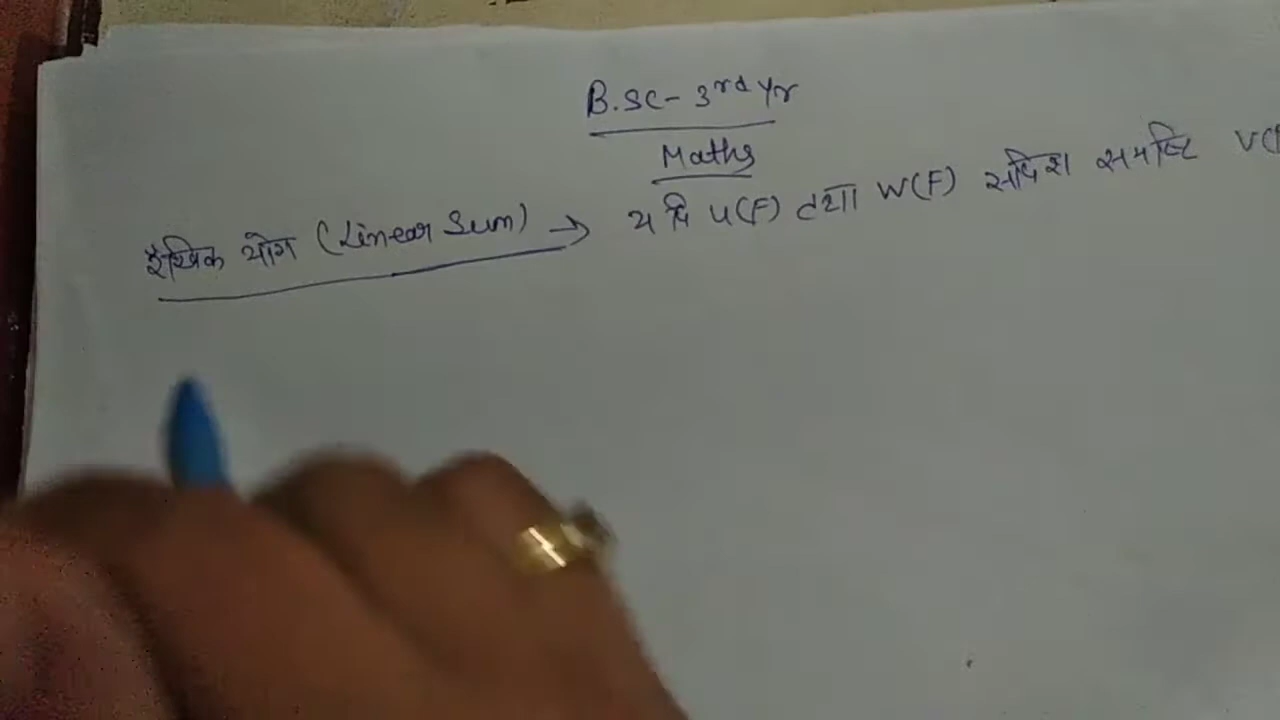 B.SC- 3rd Yr
Maths
रैखिक योग (Linear Sum) → यदि U(F) तथा W(F) सदिश समष्टि V(F